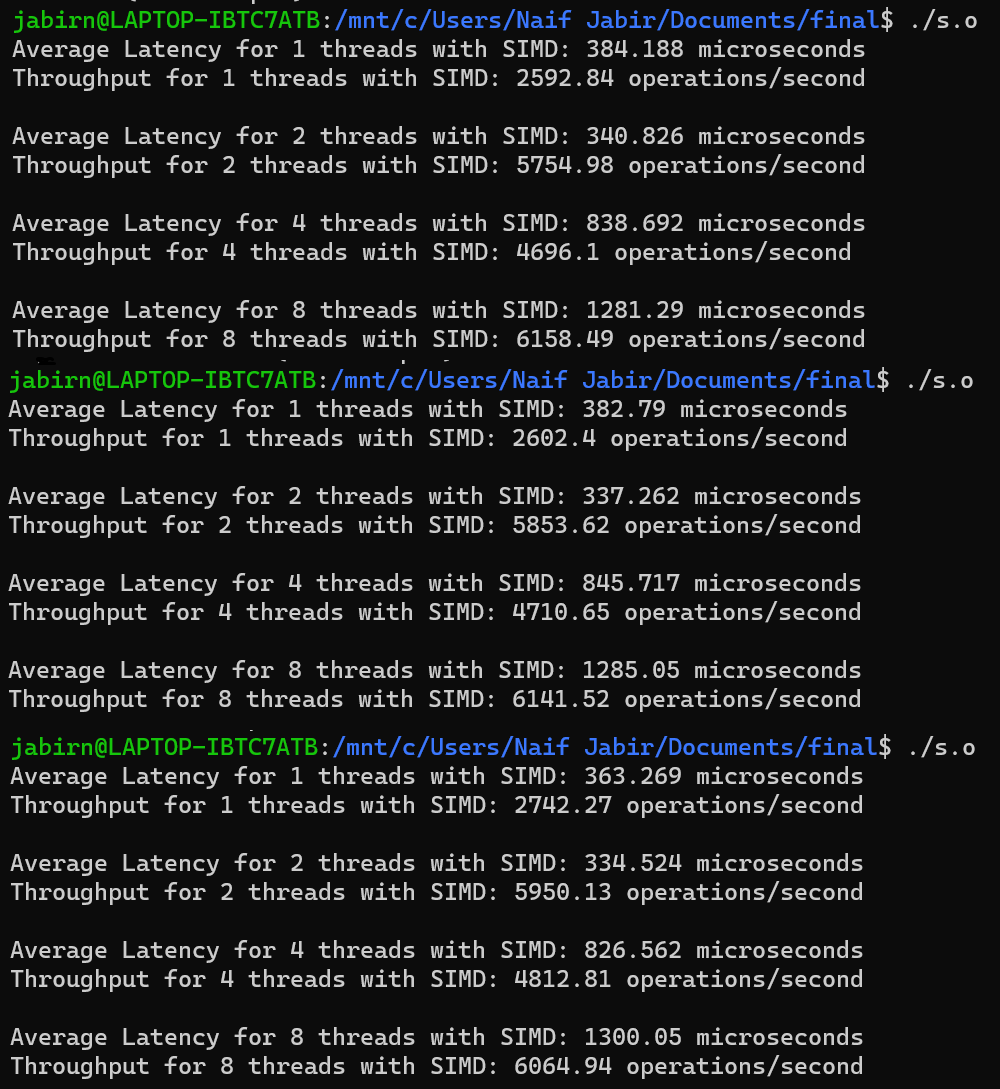 jabirn@LAPTOP-IBTC7ATB:/mnt/c/Users/Naif Jabir/Documents/final$ ./s.o
Average Latency for 1 threads with SIMD: 384.188 microseconds
Throughput for 1 threads with SIMD: 2592.84 operations/second
Average Latency for 2 threads with SIMD: 340.826 microseconds
Throughput for 2 threads with SIMD: 5754.98 operations/second
Average Latency for 4 threads with SIMD: 838.692 microseconds
Throughput for 4 threads with SIMD: 4696.1 operations/second
Average Latency for 8 threads with SIMD: 1281.29 microseconds
Throughput for 8 threads with SIMD: 6158.49 operations/second
jabirn@LAPTOP-IBTC7ATB:/mnt/c/Users/Naif Jabir/Documents/final$ ./s.o
Average Latency for 1 threads with SIMD: 382.79 microseconds
Throughput for 1 threads with SIMD: 2602.4 operations/second
Average Latency for 2 threads with SIMD: 337.262 microseconds
Throughput for 2 threads with SIMD: 5853.62 operations/second
Average Latency for 4 threads with SIMD: 845.717 microseconds
Throughput for 4 threads with SIMD: 4710.65 operations/second
Average Latency for 8 threads with SIMD: 1285.05 microseconds
Throughput for 8 threads with SIMD: 6141.52 operations/second
jabirn@LAPTOP-IBTC7ATB:/mnt/c/Users/Naif Jabir/Documents/final$ ./s.o
Average Latency for 1 threads with SIMD: 363.269 microseconds
Throughput for 1 threads with SIMD: 2742.27 operations/second
Average Latency for 2 threads with SIMD: 334.524 microseconds
Throughput for 2 threads with SIMD: 5950.13 operations/second
Average Latency for 4 threads with SIMD: 826.562 microseconds
Throughput for 4 threads with SIMD: 4812.81 operations/second
Average Latency for 8 threads with SIMD: 1300.05 microseconds
Throughput for 8 threads with SIMD: 6064.94 operations/second